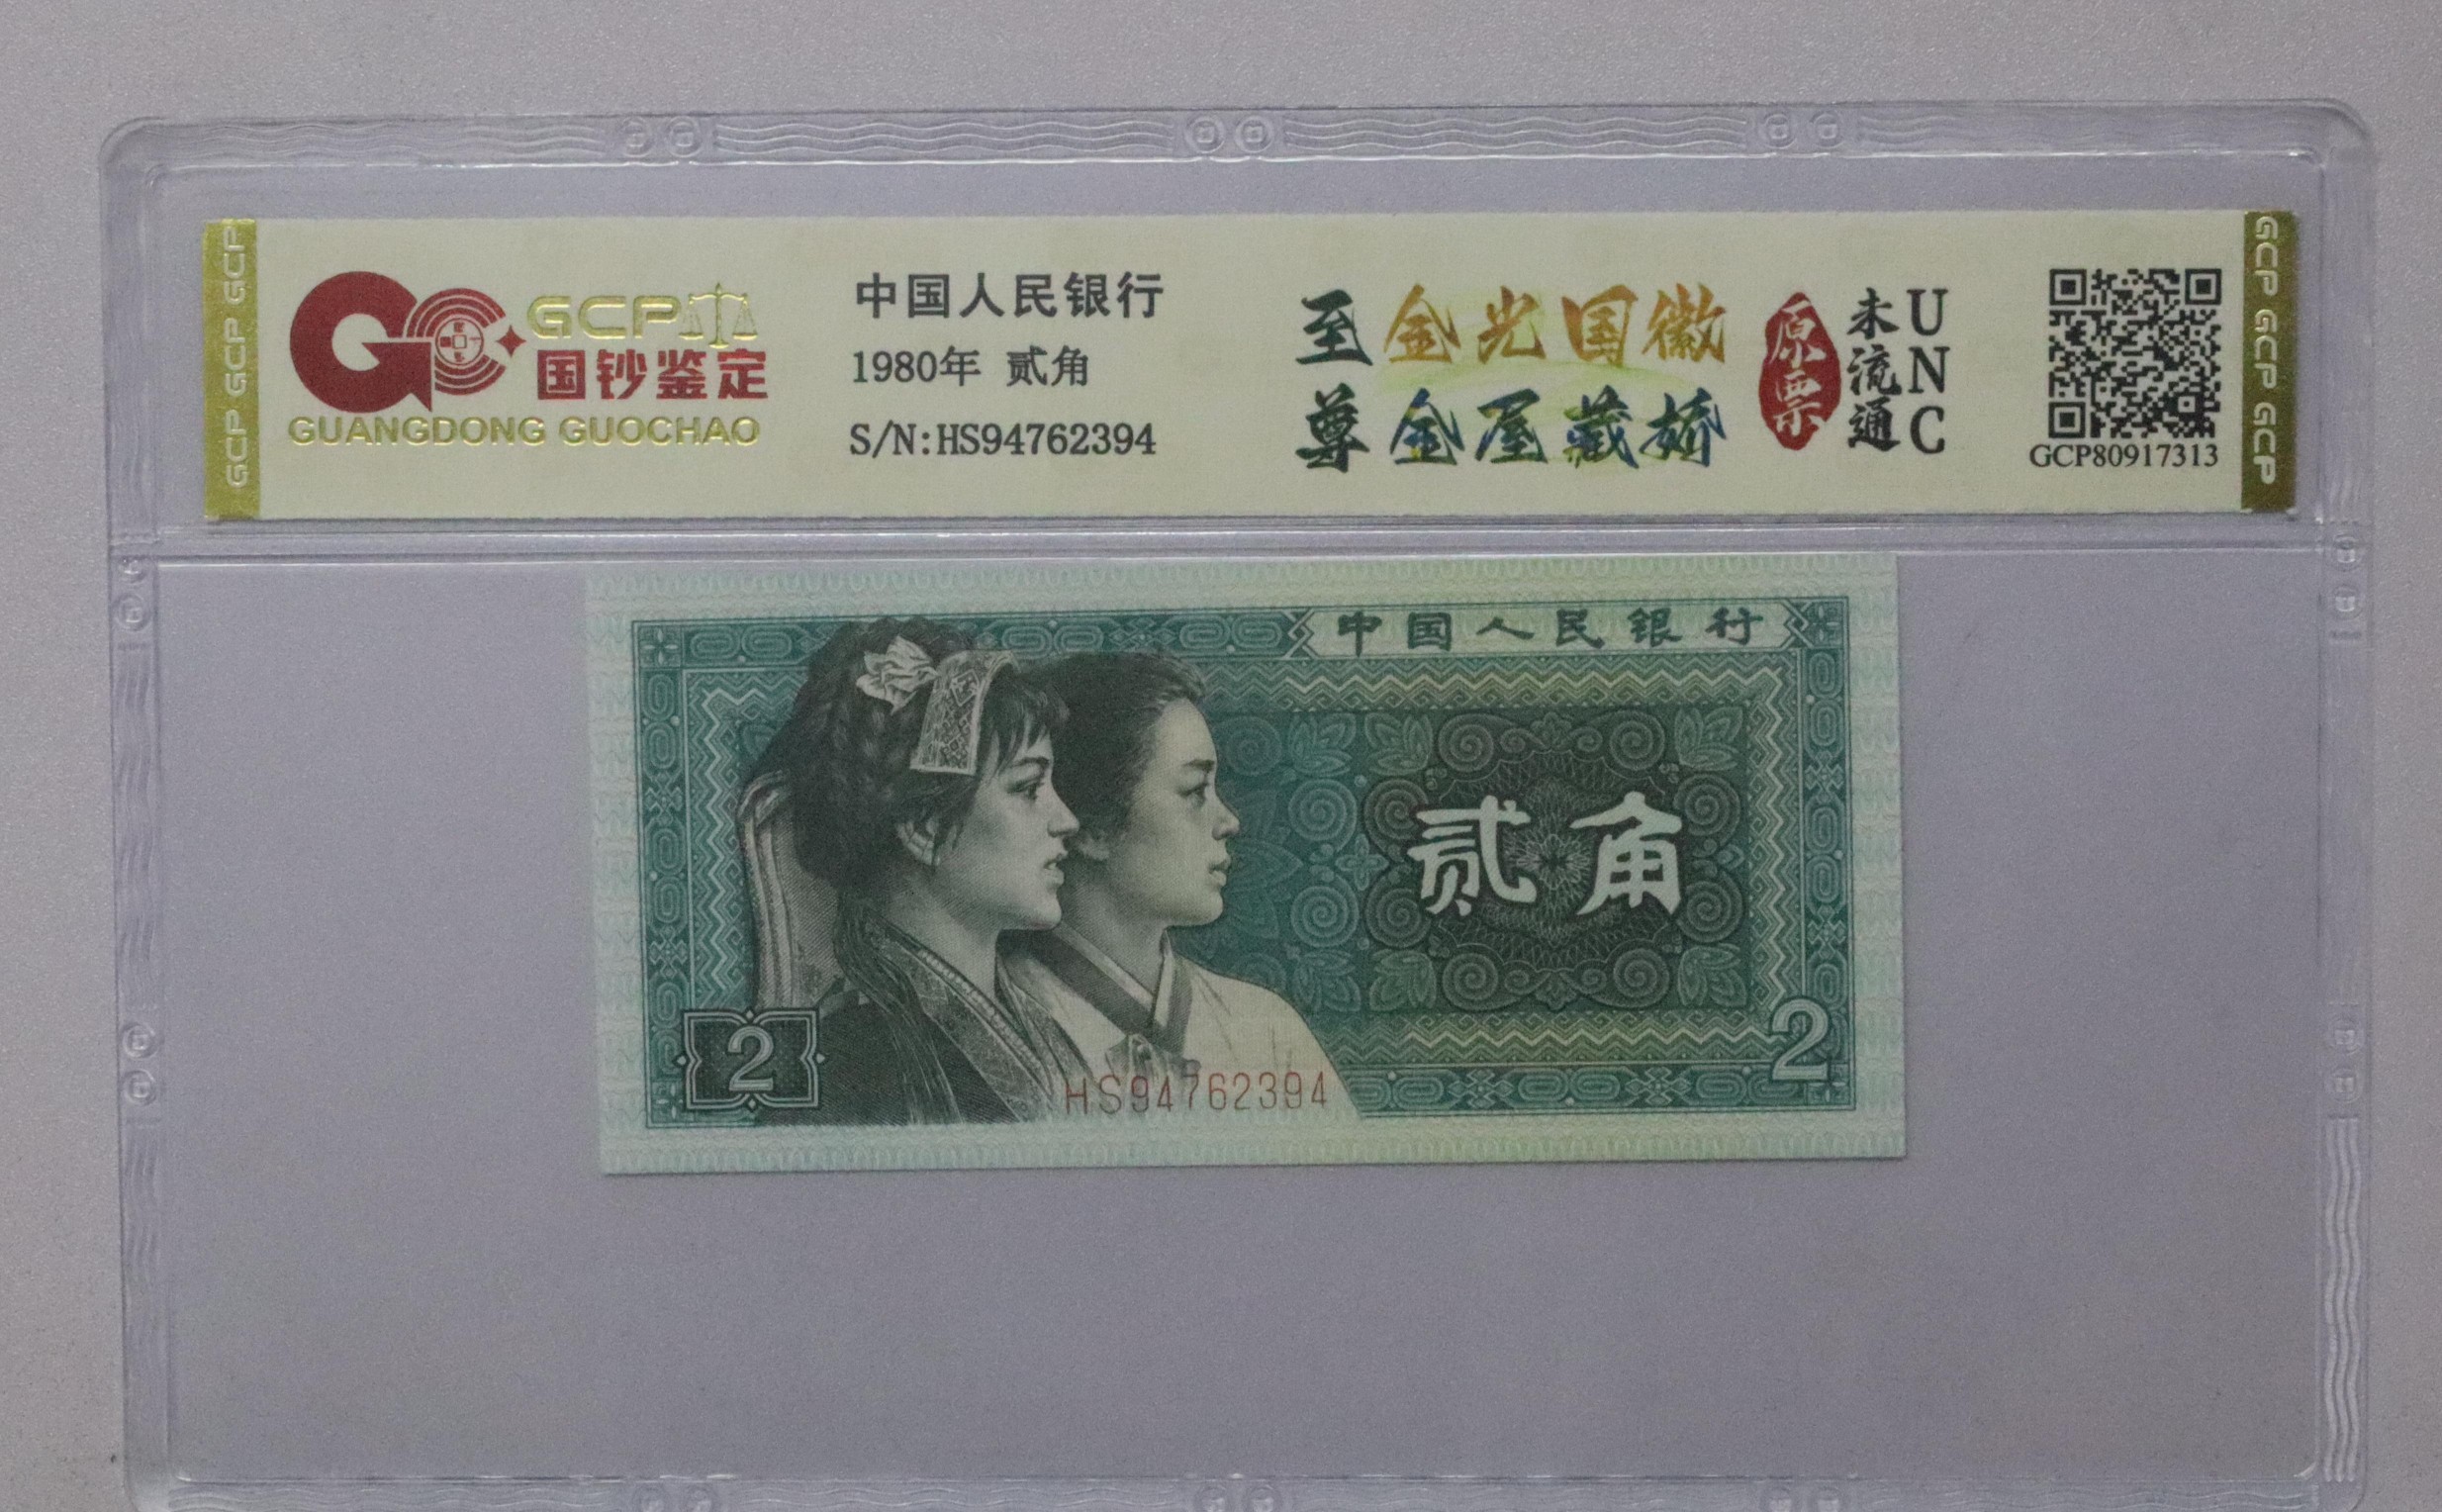 GCP GCP GCP
GCP
国钞鉴定
GUANGDONG GUOCHAO
中国人民银行
1980年 贰角
S/N:HS94762394
至尊
金光国徽
金屋藏娇
原票
未流通
UNC
GCP80917313
GCP GCP GCP
中国人民银行
贰角
2
2
HS94762394